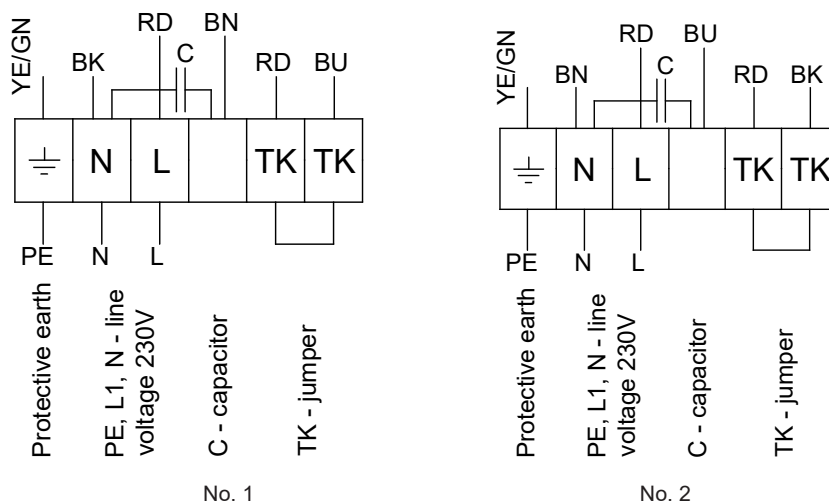 YE/GN
BK
RD
C
BN
RD
BU
N
L
TK
TK
PE
N
L
Protective earth
PE, L1, N - line
voltage 230V
C - capacitor
TK - jumper
No. 1
YE/GN
BN
RD
C
BU
RD
BK
N
L
TK
TK
PE
N
L
Protective earth
PE, L1, N - line
voltage 230V
C - capacitor
TK - jumper
No. 2